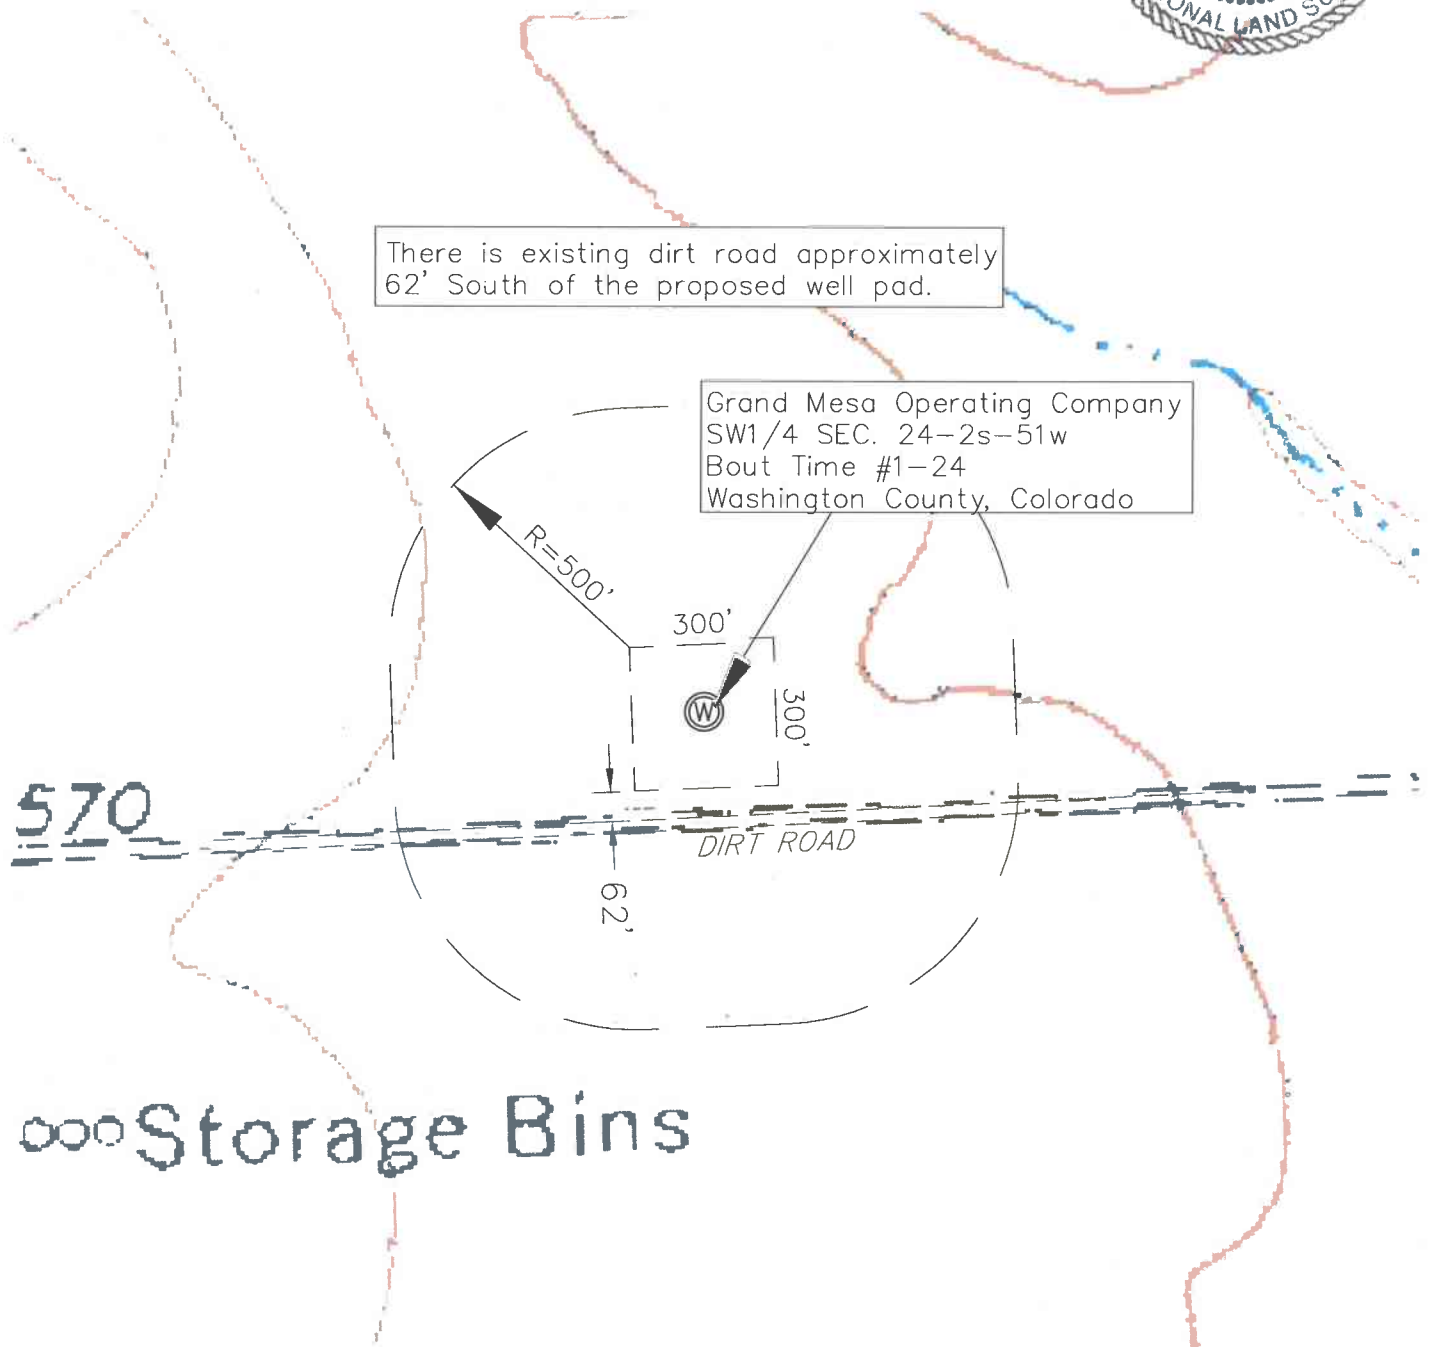 ONAL LAND SU
There is existing dirt road approximately
62' South of the proposed well pad.
Grand Mesa Operating Company
SW1/4 SEC. 24-2s-51w
Bout Time #1-24
Washington County, Colorado
R=500'
300'
300'
W
570
DIRT ROAD
62'
Storage Bins